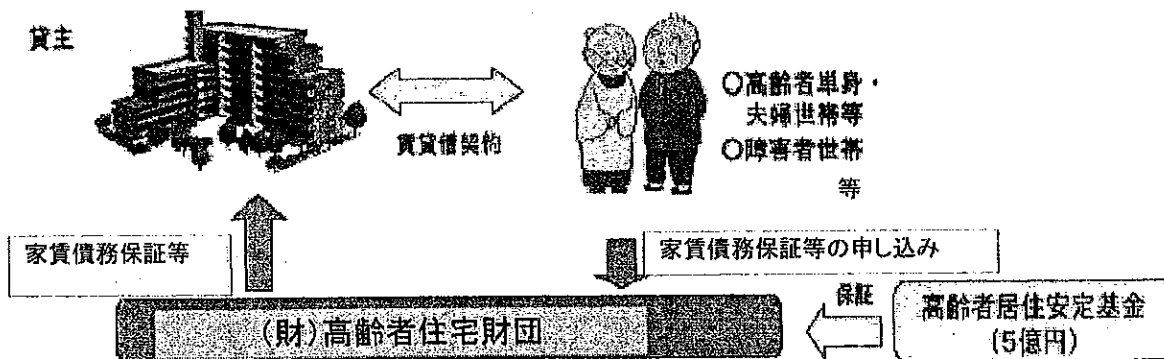 貸主
○高齢者単身・
夫婦世帯等
○障害者世帯
等
賃貸借契約
家賃債務保証等
家賃債務保証等の申し込み
(財)高齢者住宅財団
保証
高齢者居住安定基金
(5億円)